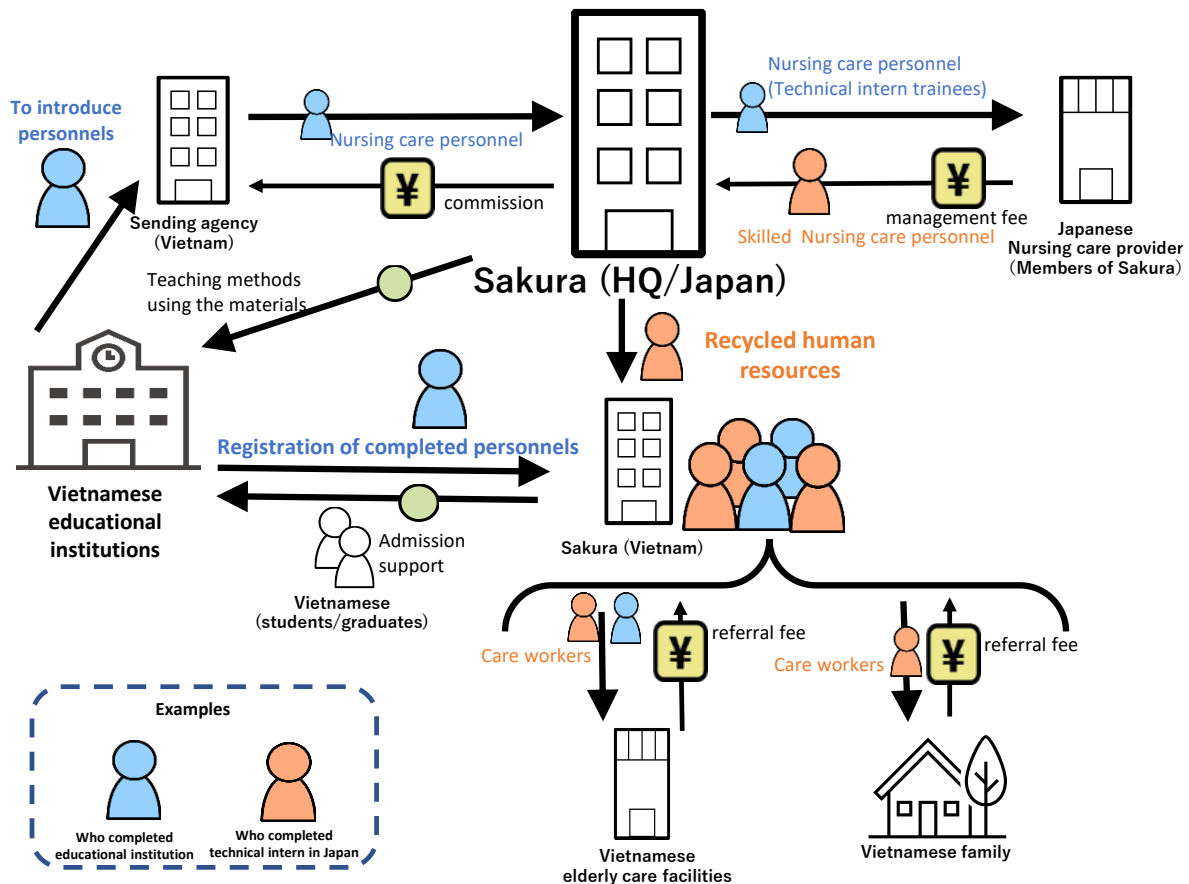 To introduce
personnels
Sending agency
(Vietnam)
Nursing care personnel
¥
commission
Nursing care personnel
(Technical intern trainees)
¥
management fee
Skilled Nursing care personnel
Japanese
Nursing care provider
(Members of Sakura)
Sakura (HQ/Japan)
Teaching methods
using the materials
Recycled human
resources
Registration of completed personnels
Vietnamese
educational
institutions
Admission
support
Vietnamese
(students/graduates)
Sakura (Vietnam)
Care workers
¥
referral fee
Care workers
¥
referral fee
Vietnamese
elderly care facilities
Vietnamese family
Examples
Who completed
educational institution
Who completed
technical intern in Japan